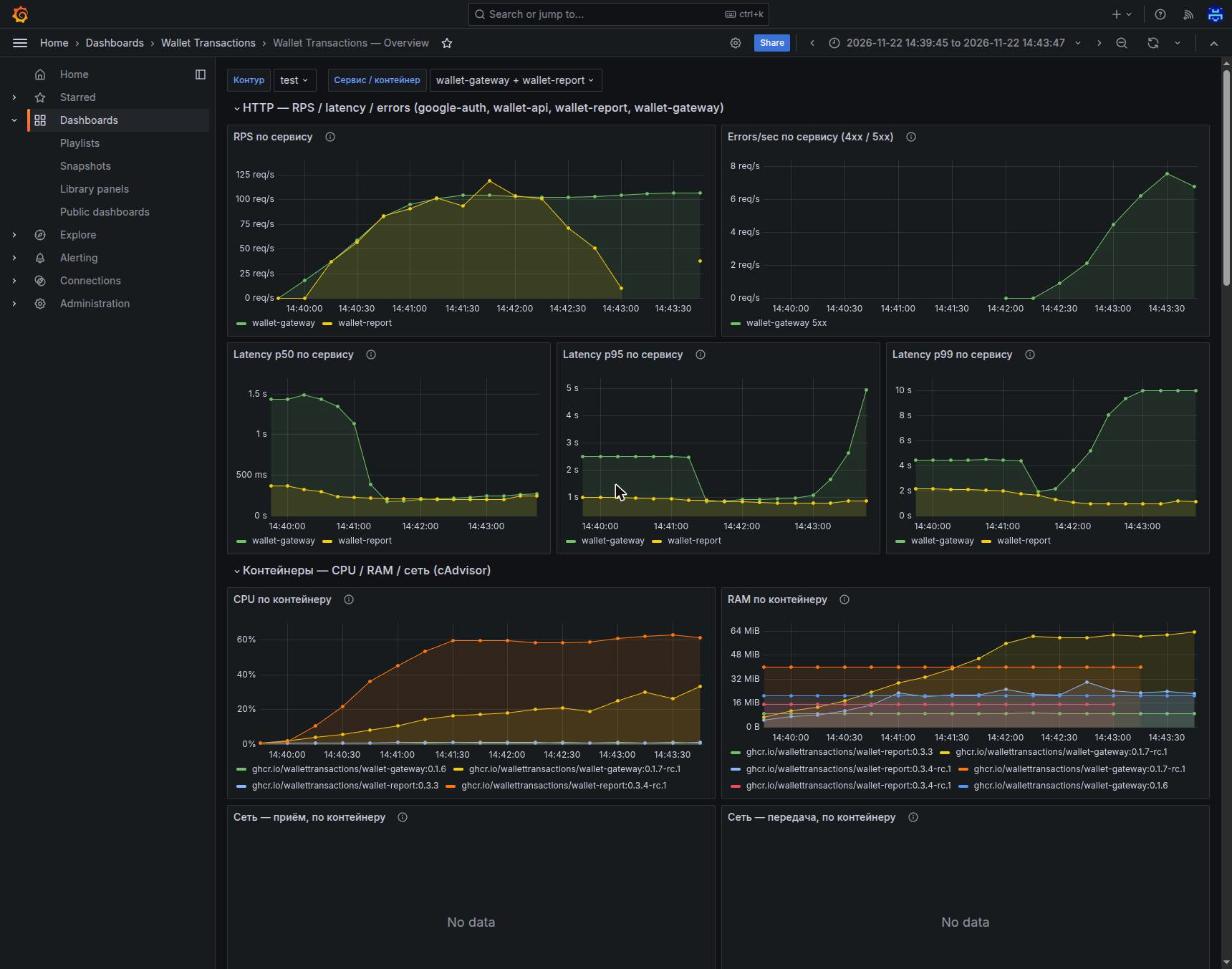 Search or jump to... ctrl+k
Home › Dashboards › Wallet Transactions › Wallet Transactions — Overview Share 2026-11-22 14:39:45 to 2026-11-22 14:43:47
Home
Starred
Dashboards
Playlists
Snapshots
Library panels
Public dashboards
Explore
Alerting
Connections
Administration
Контур test Сервис / контейнер wallet-gateway + wallet-report
HTTP — RPS / latency / errors (google-auth, wallet-api, wallet-report, wallet-gateway)
RPS по сервису
125 req/s
100 req/s
75 req/s
50 req/s
25 req/s
0 req/s
14:40:00 14:40:30 14:41:00 14:41:30 14:42:00 14:42:30 14:43:00 14:43:30
wallet-gateway wallet-report
Errors/sec по сервису (4xx / 5xx)
8 req/s
6 req/s
4 req/s
2 req/s
0 req/s
14:40:00 14:40:30 14:41:00 14:41:30 14:42:00 14:42:30 14:43:00 14:43:30
wallet-gateway 5xx
Latency p50 по сервису
1.5 s
1 s
500 ms
0 s
14:40:00 14:41:00 14:42:00 14:43:00
wallet-gateway wallet-report
Latency p95 по сервису
5 s
4 s
3 s
2 s
1 s
14:40:00 14:41:00 14:42:00 14:43:00
wallet-gateway wallet-report
Latency p99 по сервису
10 s
8 s
6 s
4 s
2 s
0 s
14:40:00 14:41:00 14:42:00 14:43:00
wallet-gateway wallet-report
Контейнеры — CPU / RAM / сеть (cAdvisor)
CPU по контейнеру
60%
40%
20%
0%
14:40:00 14:40:30 14:41:00 14:41:30 14:42:00 14:42:30 14:43:00 14:43:30
ghcr.io/wallettransactions/wallet-gateway:0.1.6 ghcr.io/wallettransactions/wallet-gateway:0.1.7-rc.1
ghcr.io/wallettransactions/wallet-report:0.3.3 ghcr.io/wallettransactions/wallet-report:0.3.4-rc.1
RAM по контейнеру
64 MiB
48 MiB
32 MiB
16 MiB
0 B
14:40:00 14:40:30 14:41:00 14:41:30 14:42:00 14:42:30 14:43:00 14:43:30
ghcr.io/wallettransactions/wallet-report:0.3.3 ghcr.io/wallettransactions/wallet-gateway:0.1.7-rc.1
ghcr.io/wallettransactions/wallet-report:0.3.4-rc.1 ghcr.io/wallettransactions/wallet-gateway:0.1.7-rc.1
ghcr.io/wallettransactions/wallet-report:0.3.4-rc.1 ghcr.io/wallettransactions/wallet-gateway:0.1.6
Сеть — приём, по контейнеру
No data
Сеть — передача, по контейнеру
No data